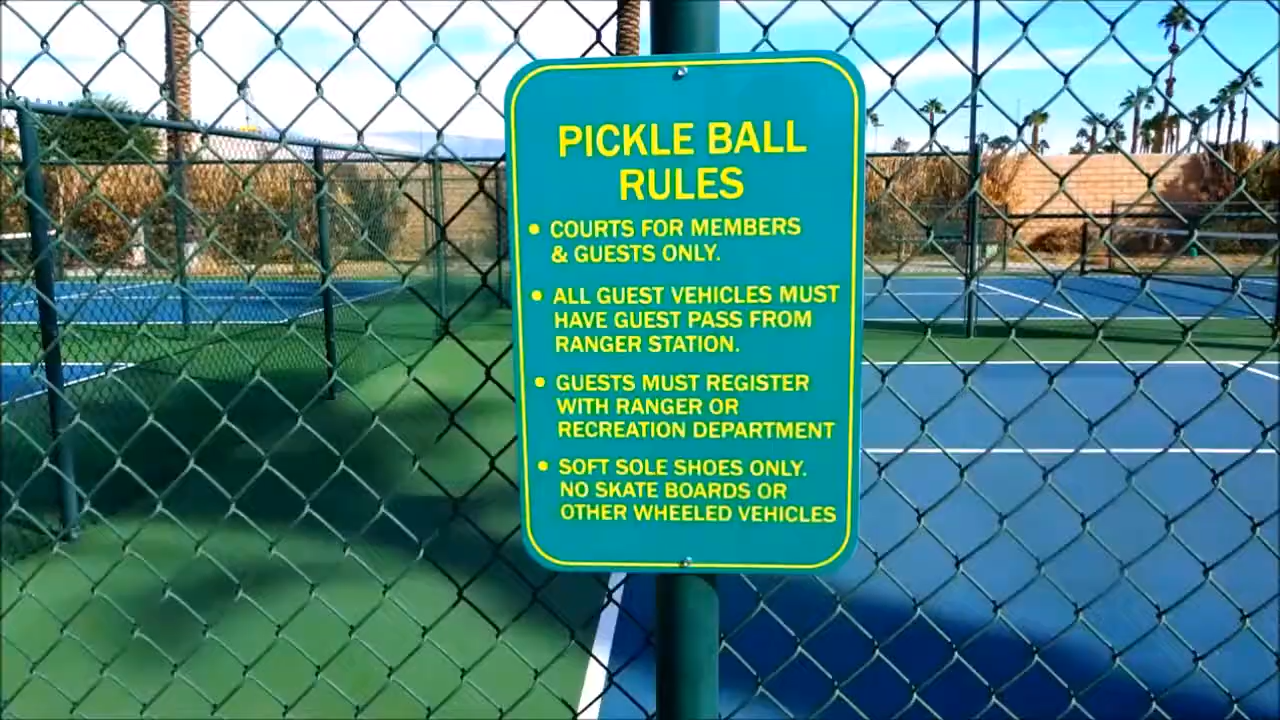 PICKLE BALL
RULES
• COURTS FOR MEMBERS
& GUESTS ONLY.
• ALL GUEST VEHICLES MUST
HAVE GUEST PASS FROM
RANGER STATION.
• GUESTS MUST REGISTER
WITH RANGER OR
RECREATION DEPARTMENT
• SOFT SOLE SHOES ONLY.
NO SKATE BOARDS OR
OTHER WHEELED VEHICLES